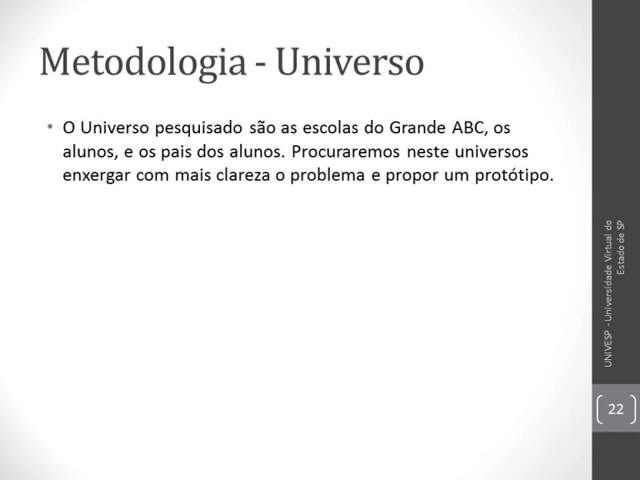 Metodologia - Universo
• O Universo pesquisado são as escolas do Grande ABC, os
alunos, e os pais dos alunos. Procuraremos neste universos
enxergar com mais clareza o problema e propor um protótipo.
UNIVESP - Universidade Virtual do
Estado de SP
22